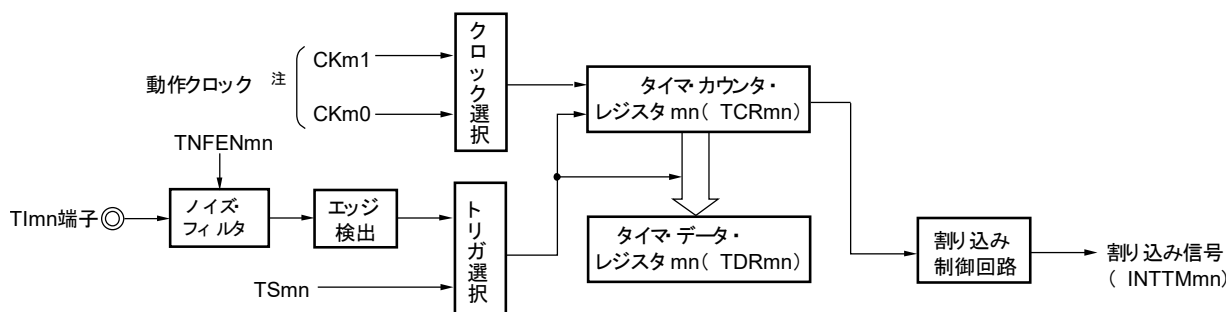 動作クロック 注
CKm1
CKm0
クロック選択
タイマ・カウンタ・
レジスタmn( TCRmn)
TNFENmn
TImn端子
ノイズ・
フィルタ
エッジ
検出
TSmn
トリガ選択
タイマ・データ・
レジスタmn( TDRmn)
割り込み
制御回路
割り込み信号
( INTTMmn)